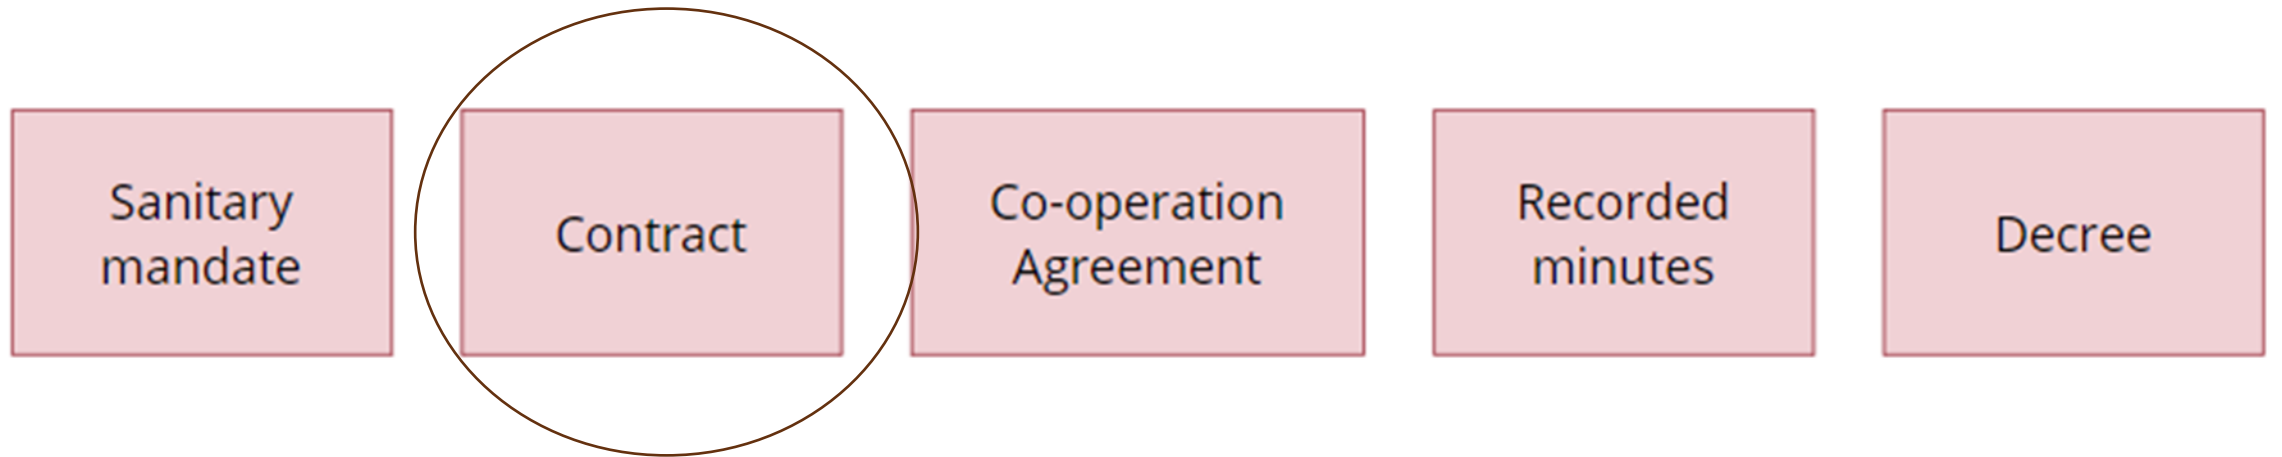 Sanitary
mandate
Contract
Co-operation
Agreement
Recorded
minutes
Decree